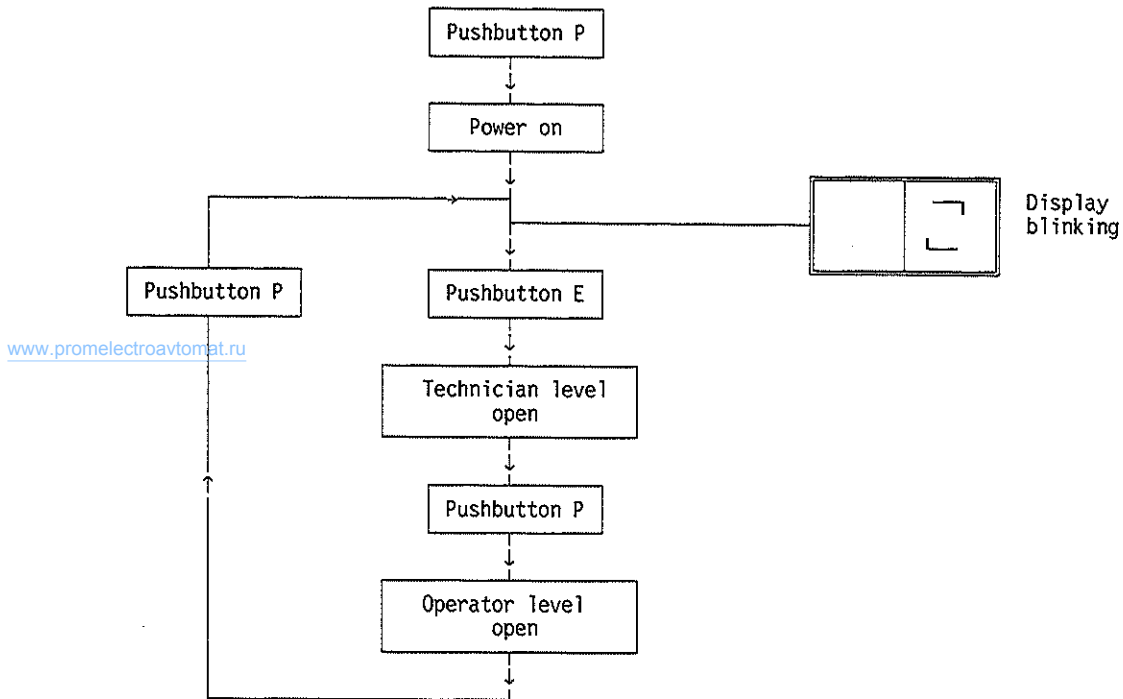 Pushbutton P
Power on
Display
blinking
Pushbutton P
Pushbutton E
www.promelectroavtomat.ru
Technician level
open
Pushbutton P
Operator level
open